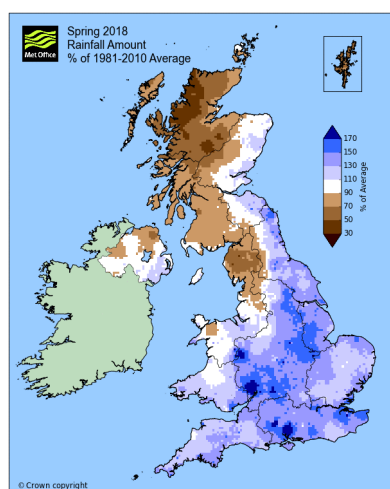 Met Office
Spring 2018
Rainfall Amount
% of 1981-2010 Average
170
150
130
110
90
70
50
30
% of Average
© Crown copyright